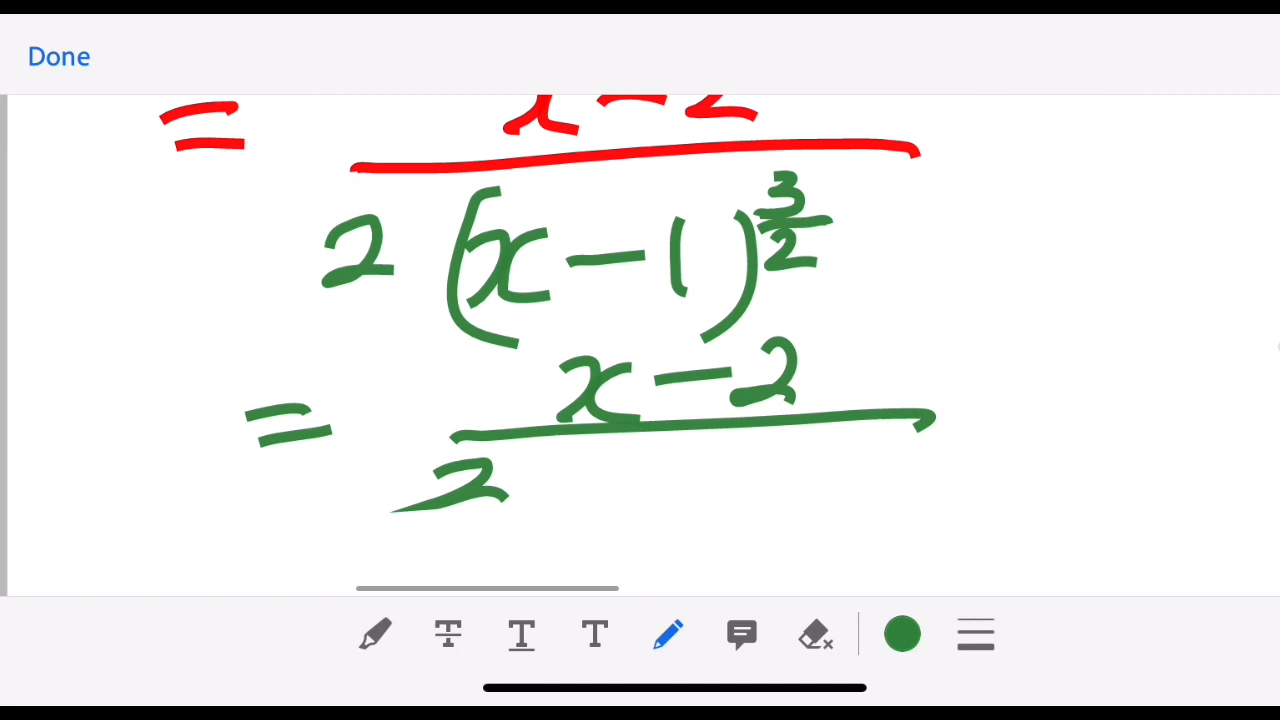 Done
= x - 2
2 (x - 1)^(3/2)
= x - 2
2
T T T